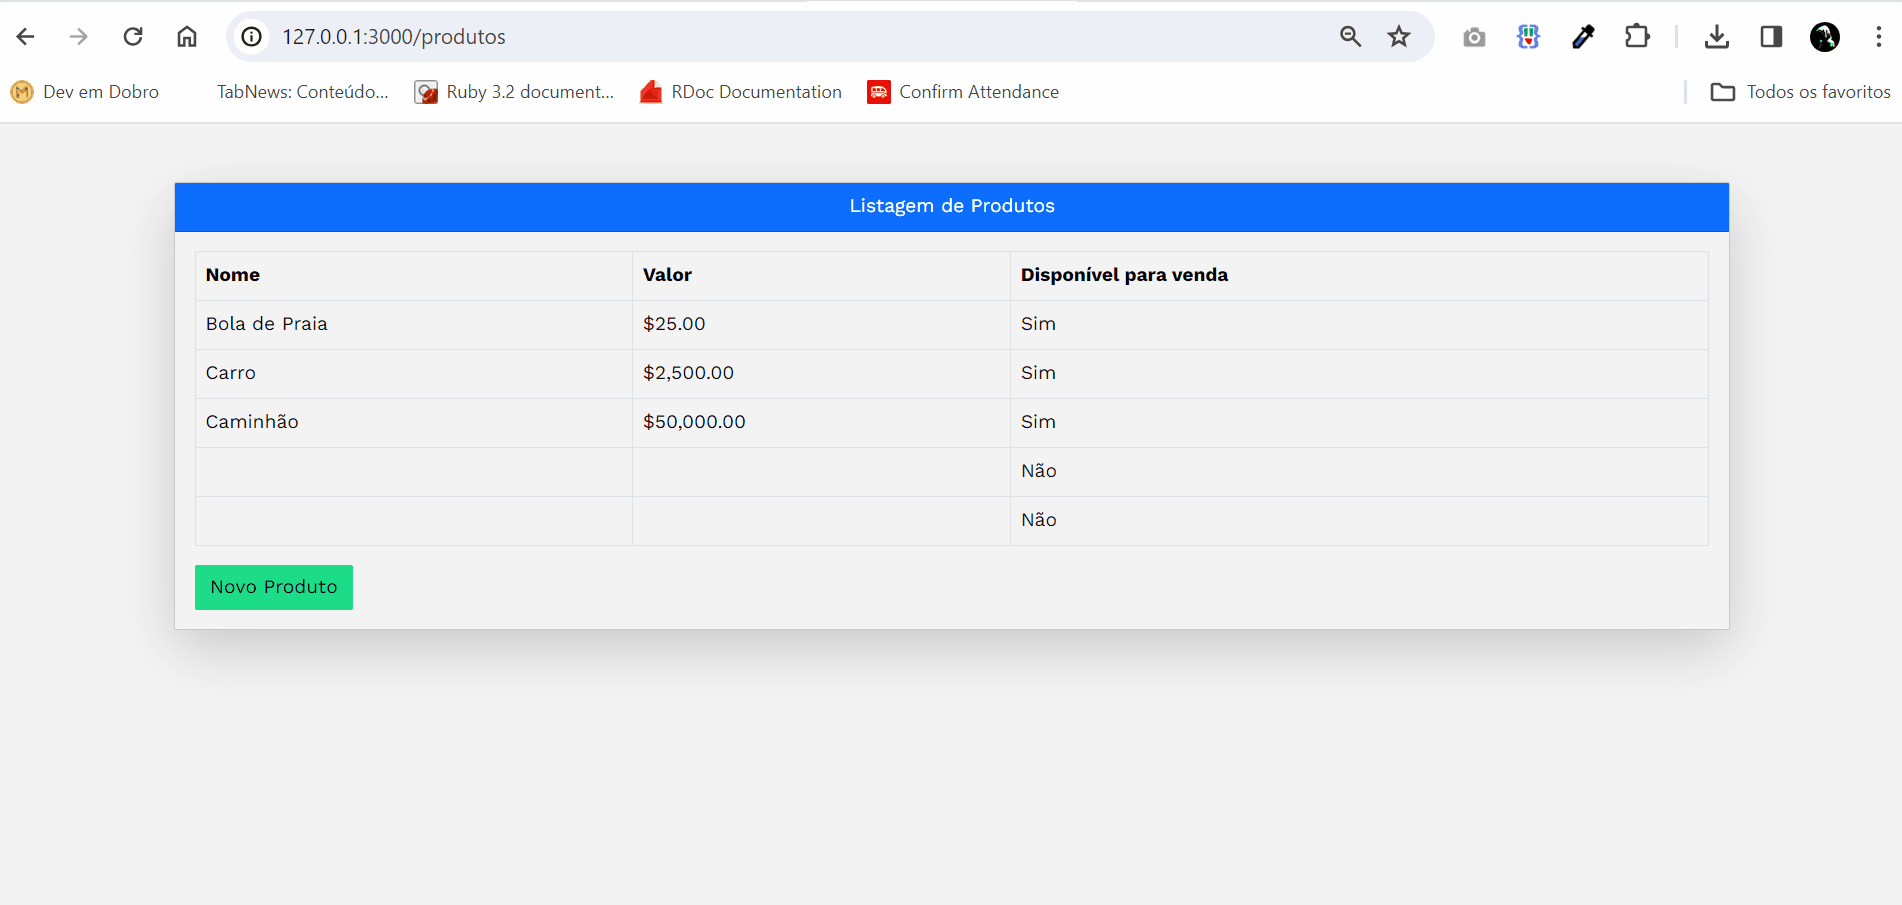 127.0.0.1:3000/produtos
Dev em Dobro TabNews: Conteúdo... Ruby 3.2 document... RDoc Documentation Confirm Attendance Todos os favoritos
Listagem de Produtos
Nome Valor Disponível para venda
Bola de Praia $25.00 Sim
Carro $2,500.00 Sim
Caminhão $50,000.00 Sim
Não
Não
Novo Produto